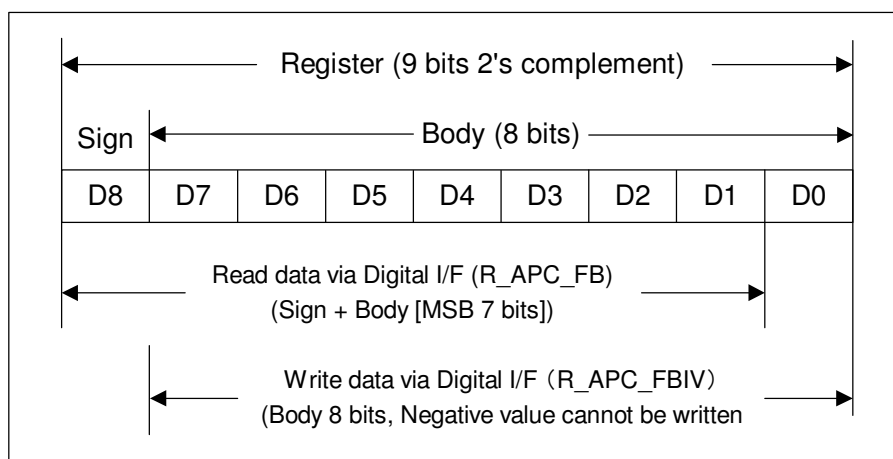 Register (9 bits 2's complement)
Sign Body (8 bits)
D8 D7 D6 D5 D4 D3 D2 D1 D0
Read data via Digital I/F (R_APC_FB)
(Sign + Body [MSB 7 bits])
Write data via Digital I/F（R_APC_FBIV）
(Body 8 bits, Negative value cannot be written